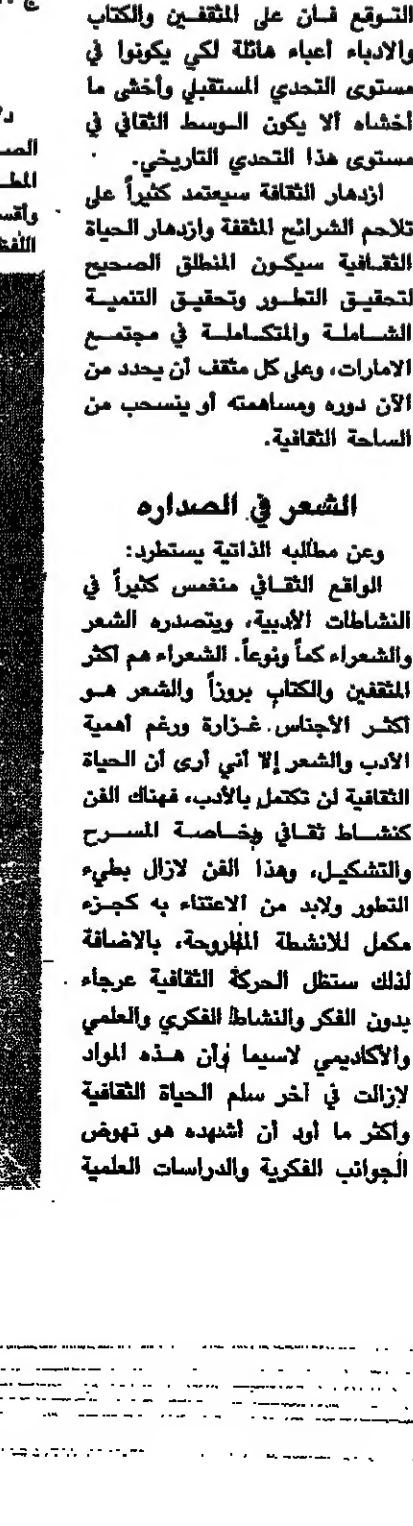 التوقع فان على المثقفين والكتاب
والادباء أعباء هائلة لكي يكونوا في
مستوى التحدي المستقبلي وأخشى ما
أخشاه ألا يكون الوسط الثقافي في
مستوى هذا التحدي التاريخي.
ازدهار الثقافة سيعتمد كثيراً على
تلاحم الشرائح المثقفة وازدهار الحياة
الثقافية سيكون المنطلق الصحيح
لتحقيق التطور وتحقيق التنمية
الشاملة والمتكاملة في مجتمع
الامارات، وعلى كل مثقف أن يحدد من
الآن دوره ومساهمته أو ينسحب من
الساحة الثقافية.
الشعر في الصداره
وعن مطالبه الذاتية يستطرد:
الواقع الثقافي منغمس كثيراً في
النشاطات الأدبية، ويتصدره الشعر
والشعراء كماً ونوعاً. الشعراء هم اكثر
المثقفين والكتاب بروزاً والشعر هو
اكثر الأجناس غزارة ورغم أهمية
الأدب والشعر إلا أني أرى أن الحياة
الثقافية لن تكتمل بالأدب، فهناك الفن
كنشاط ثقافي وبخاصة المسرح
والتشكيل، وهذا الفن لازال بطيء
التطور ولابد من الاعتناء به كجزء
مكمل للانشطة المطروحة، بالاضافة
لذلك ستظل الحركة الثقافية عرجاء
بدون الفكر والنشاط الفكري والعلمي
والأكاديمي لاسيما وأن هذه المواد
لازالت في آخر سلم الحياة الثقافية
وأكثر ما أود أن أشهده هو نهوض
الجوانب الفكرية والدراسات العلمية